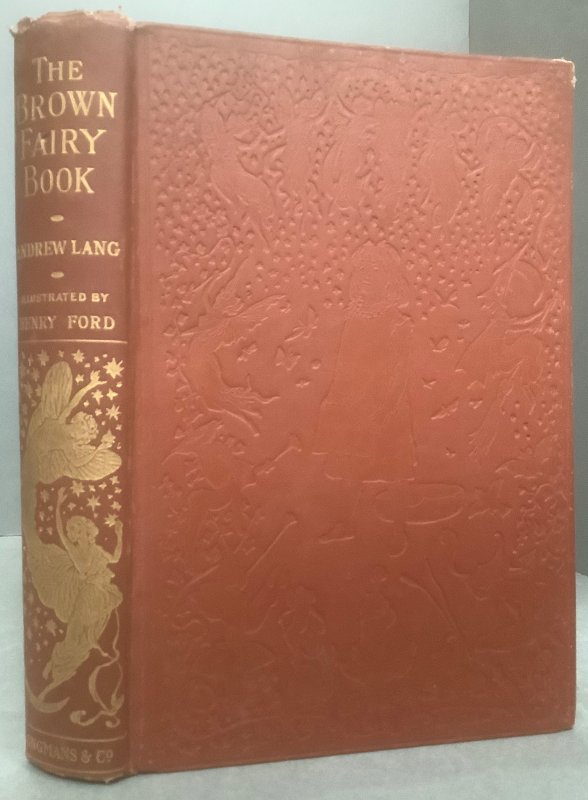 THE
BROWN
FAIRY
BOOK
ANDREW LANG
ILLUSTRATED BY
HENRY FORD
LONGMANS & Co